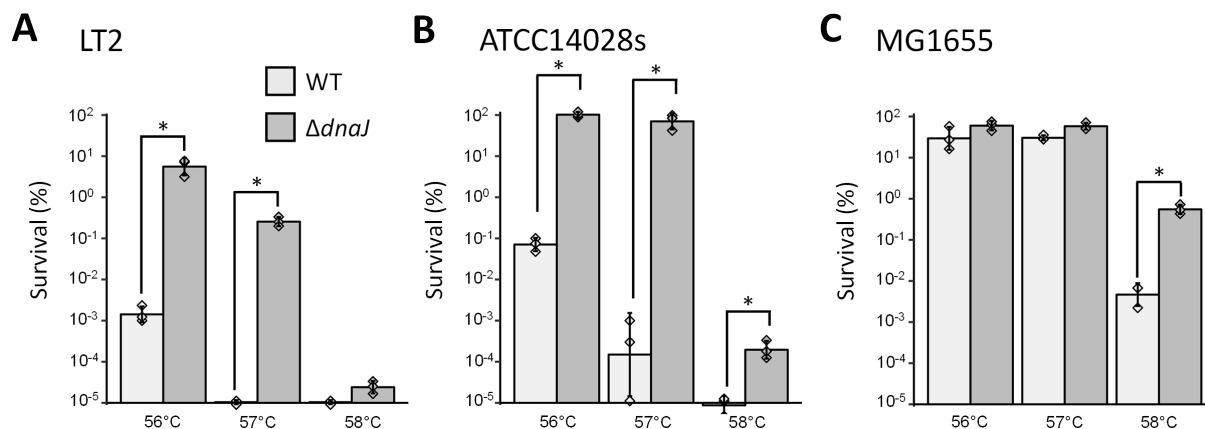 A LT2
B ATCC14028s
C MG1655
WT
ΔdnaJ
* * 
* *
*
*
Survival (%)
10²
10¹
10⁰
10⁻¹
10⁻²
10⁻³
10⁻⁴
10⁻⁵
56°C 57°C 58°C
Survival (%)
10²
10¹
10⁰
10⁻¹
10⁻²
10⁻³
10⁻⁴
10⁻⁵
56°C 57°C 58°C
Survival (%)
10²
10¹
10⁰
10⁻¹
10⁻²
10⁻³
10⁻⁴
10⁻⁵
56°C 57°C 58°C